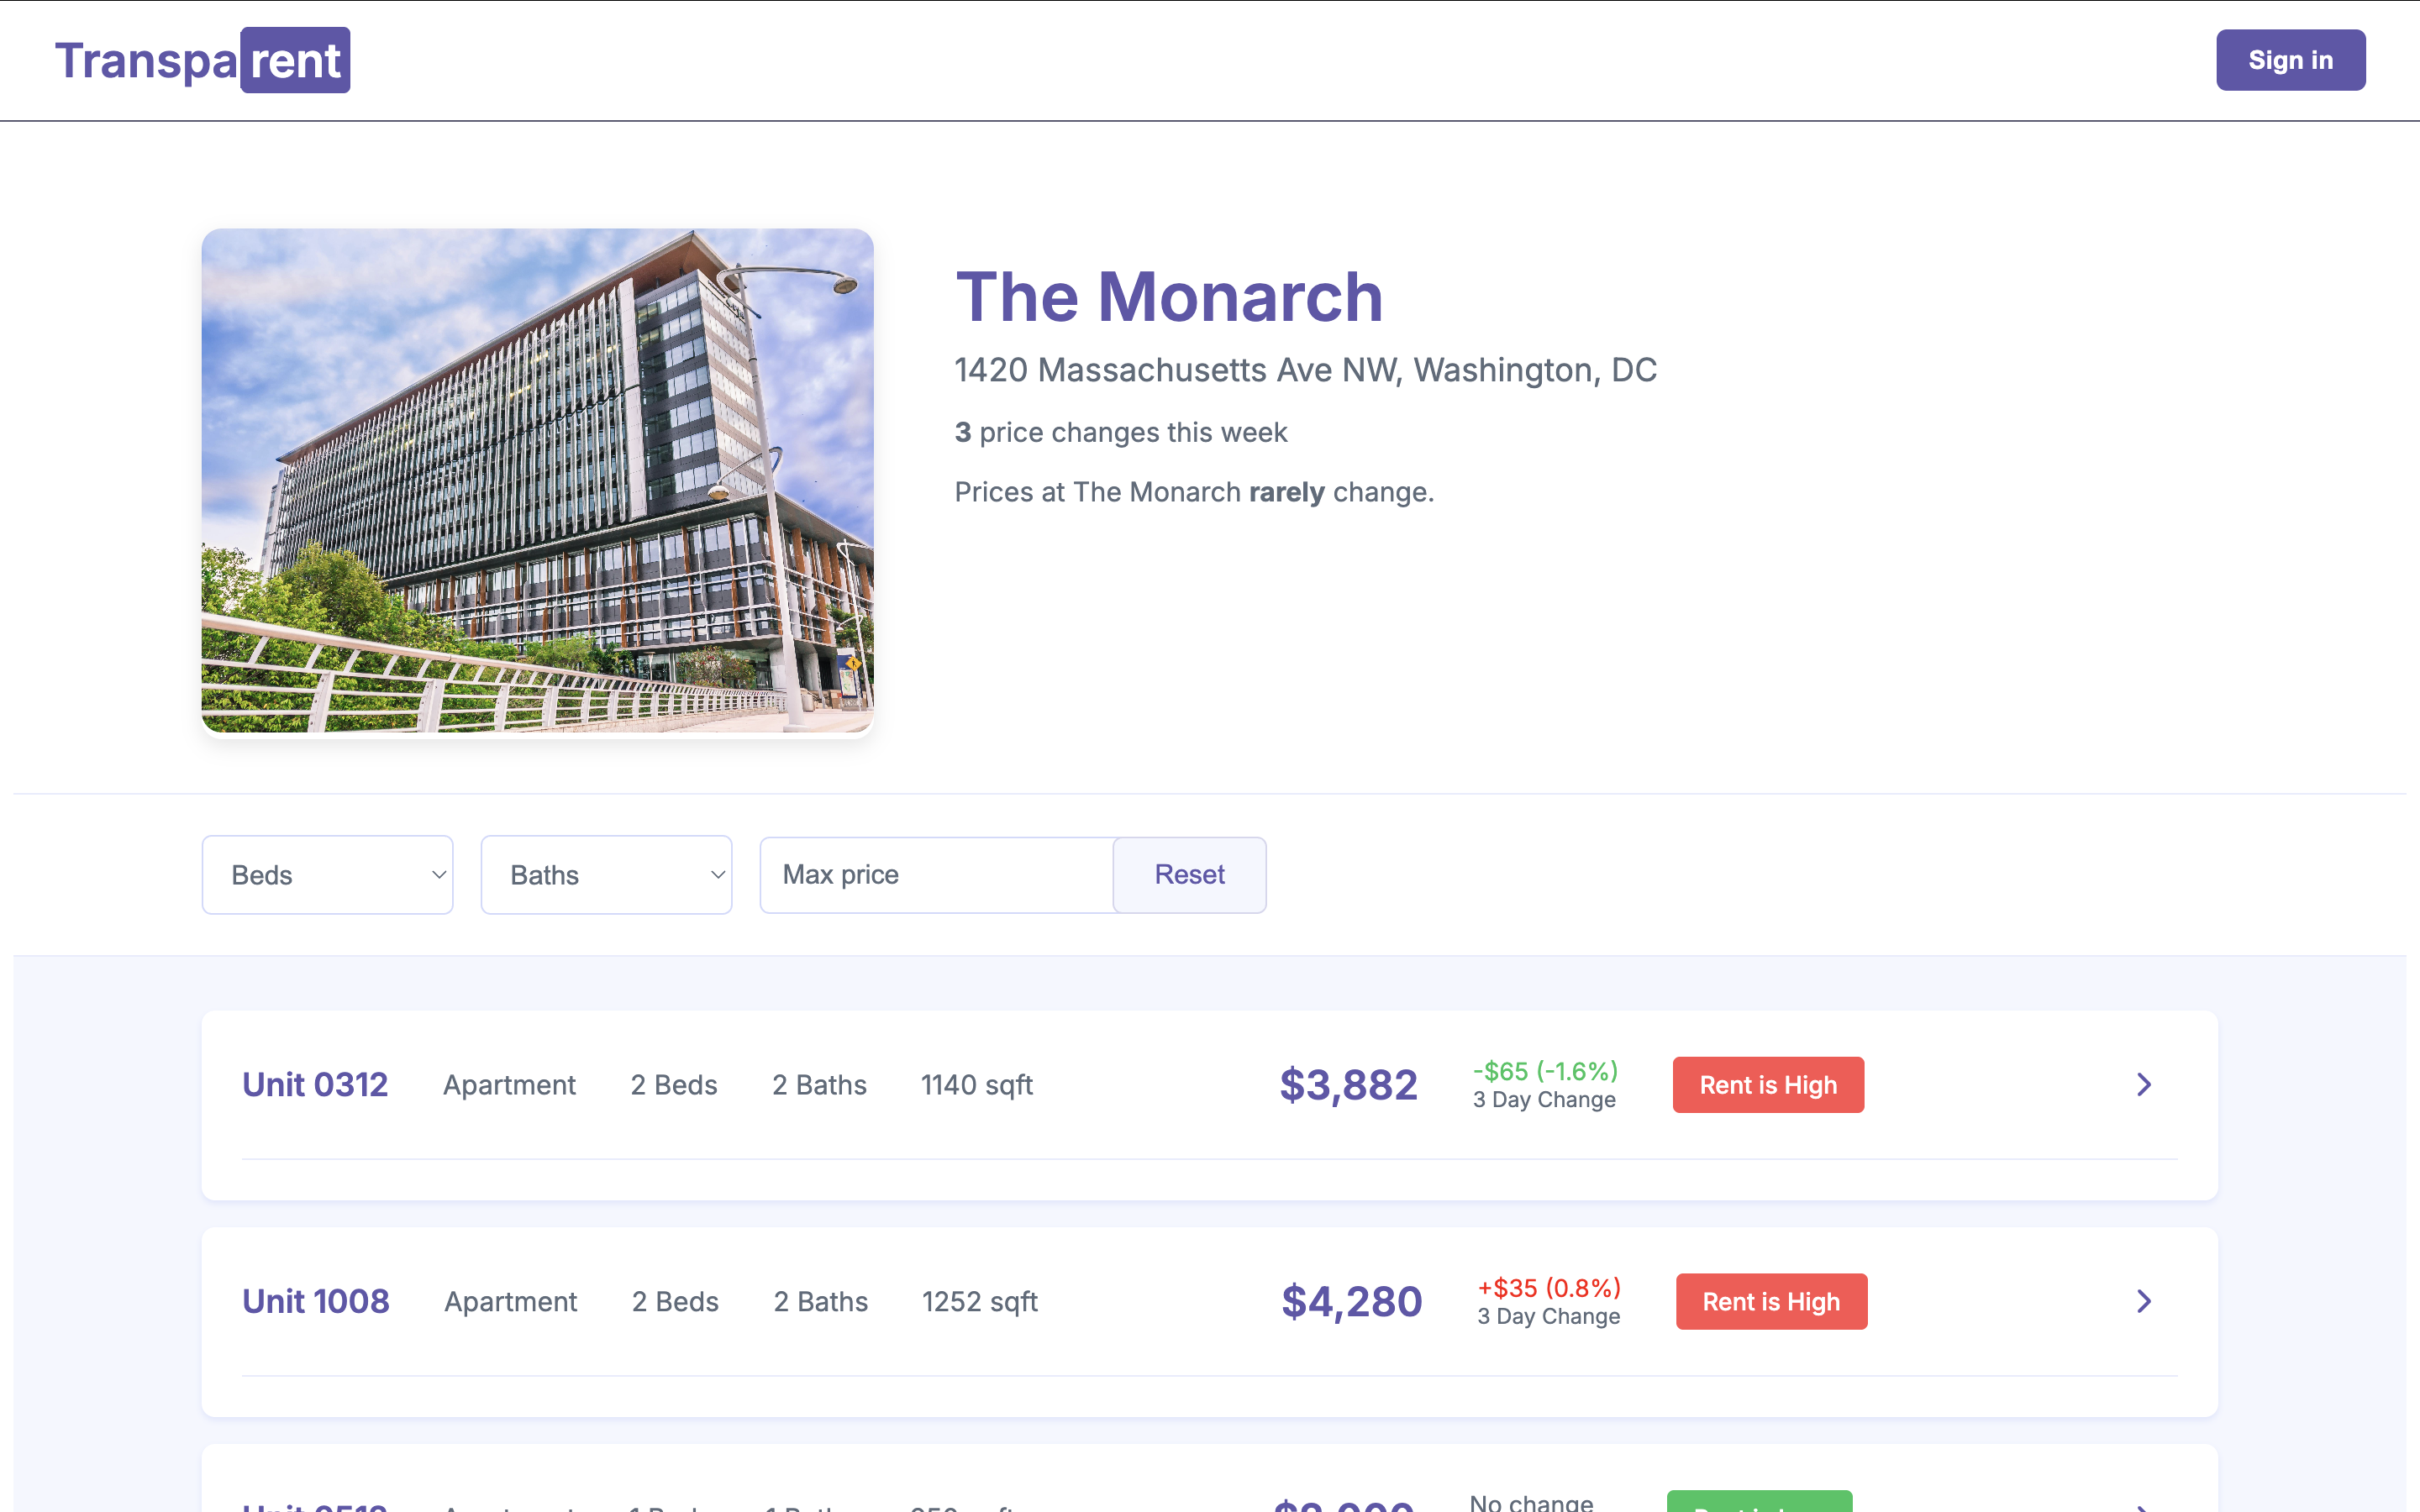 Transparent
Sign in
The Monarch
1420 Massachusetts Ave NW, Washington, DC
3 price changes this week
Prices at The Monarch rarely change.
Beds
Baths
Max price
Reset
Unit 0312 Apartment 2 Beds 2 Baths 1140 sqft $3,882 -$65 (-1.6%) Rent is High
3 Day Change
Unit 1008 Apartment 2 Beds 2 Baths 1252 sqft $4,280 +$35 (0.8%) Rent is High
3 Day Change
No change